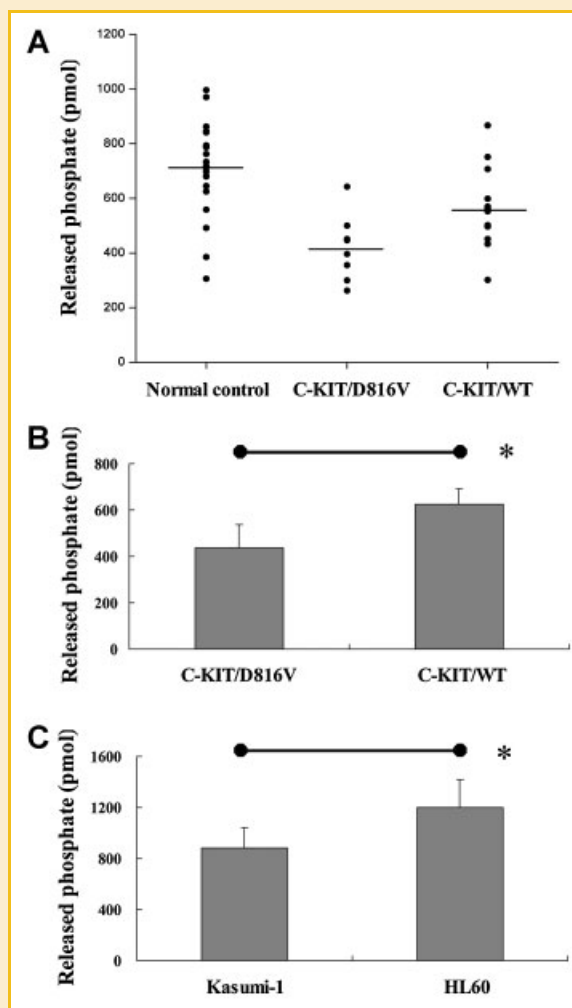 A
Released phosphate (pmol)
1200
1000
800
600
400
200
0
Normal control C-KIT/D816V C-KIT/WT
B
*
Released phosphate (pmol)
800
600
400
200
0
C-KIT/D816V C-KIT/WT
C
*
Released phosphate (pmol)
1600
1200
800
400
0
Kasumi-1 HL60